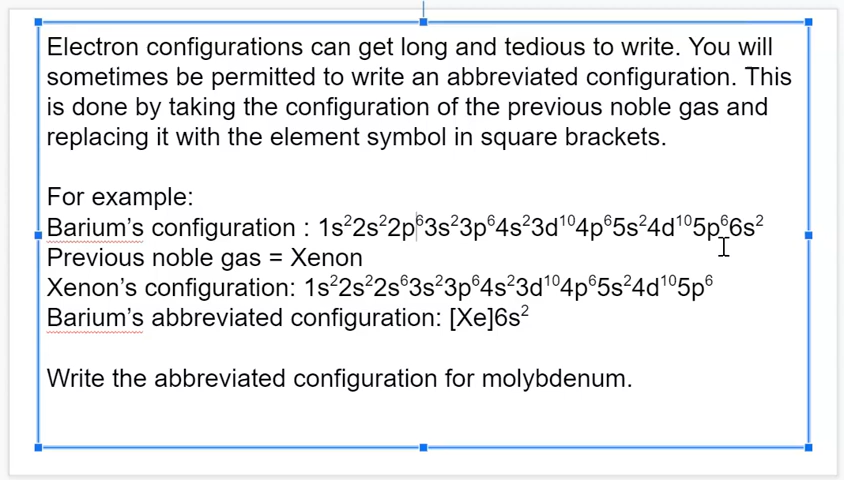 Electron configurations can get long and tedious to write. You will
sometimes be permitted to write an abbreviated configuration. This
is done by taking the configuration of the previous noble gas and
replacing it with the element symbol in square brackets.
For example:
Barium’s configuration : 1s²2s²2p⁶3s²3p⁶4s²3d¹⁰4p⁶5s²4d¹⁰5p⁶6s²
Previous noble gas = Xenon
Xenon’s configuration: 1s²2s²2s⁶3s²3p⁶4s²3d¹⁰4p⁶5s²4d¹⁰5p⁶
Barium’s abbreviated configuration: [Xe]6s²
Write the abbreviated configuration for molybdenum.